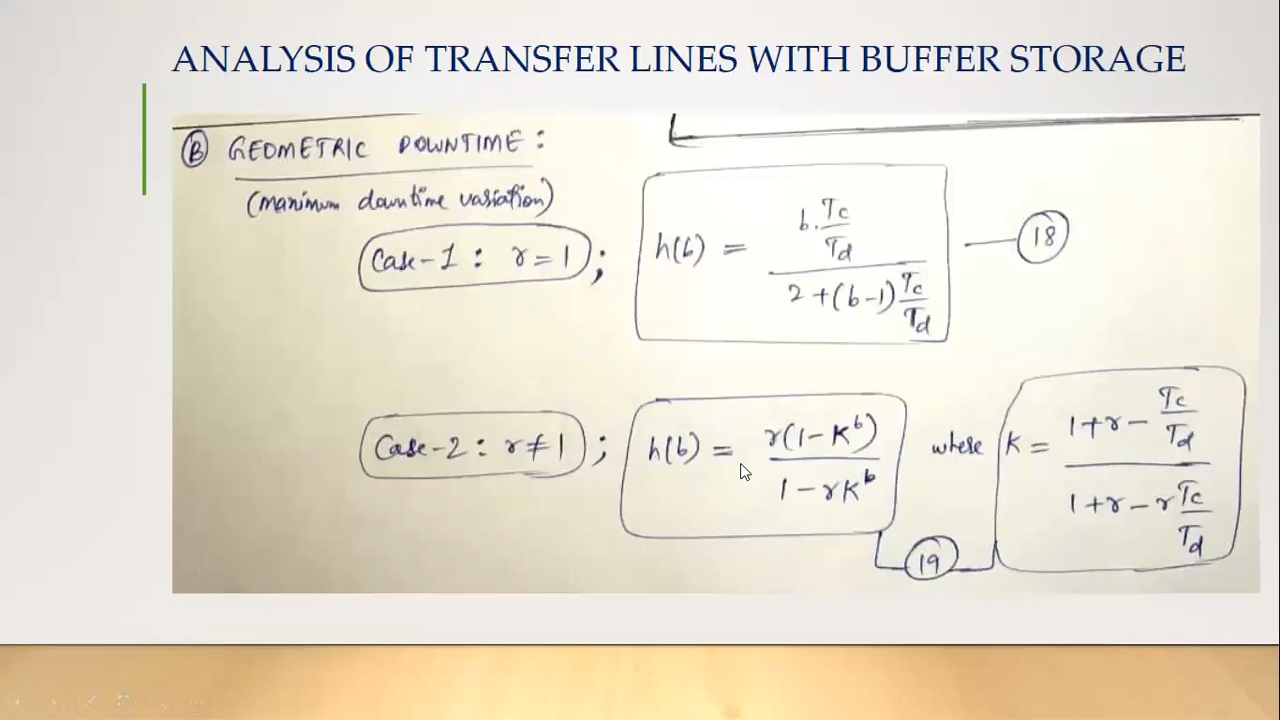 ANALYSIS OF TRANSFER LINES WITH BUFFER STORAGE
Ⓑ GEOMETRIC DOWNTIME :
(maximum downtime variation)
Case-1 : r = 1 ; h(b) = (b · Tc/Td) / (2 + (b-1) Tc/Td) — 18
Case-2 : r ≠ 1 ; h(b) = r(1 - K^b) / (1 - rK^b) where K = (1 + r - Tc/Td) / (1 + r - r Tc/Td)
19